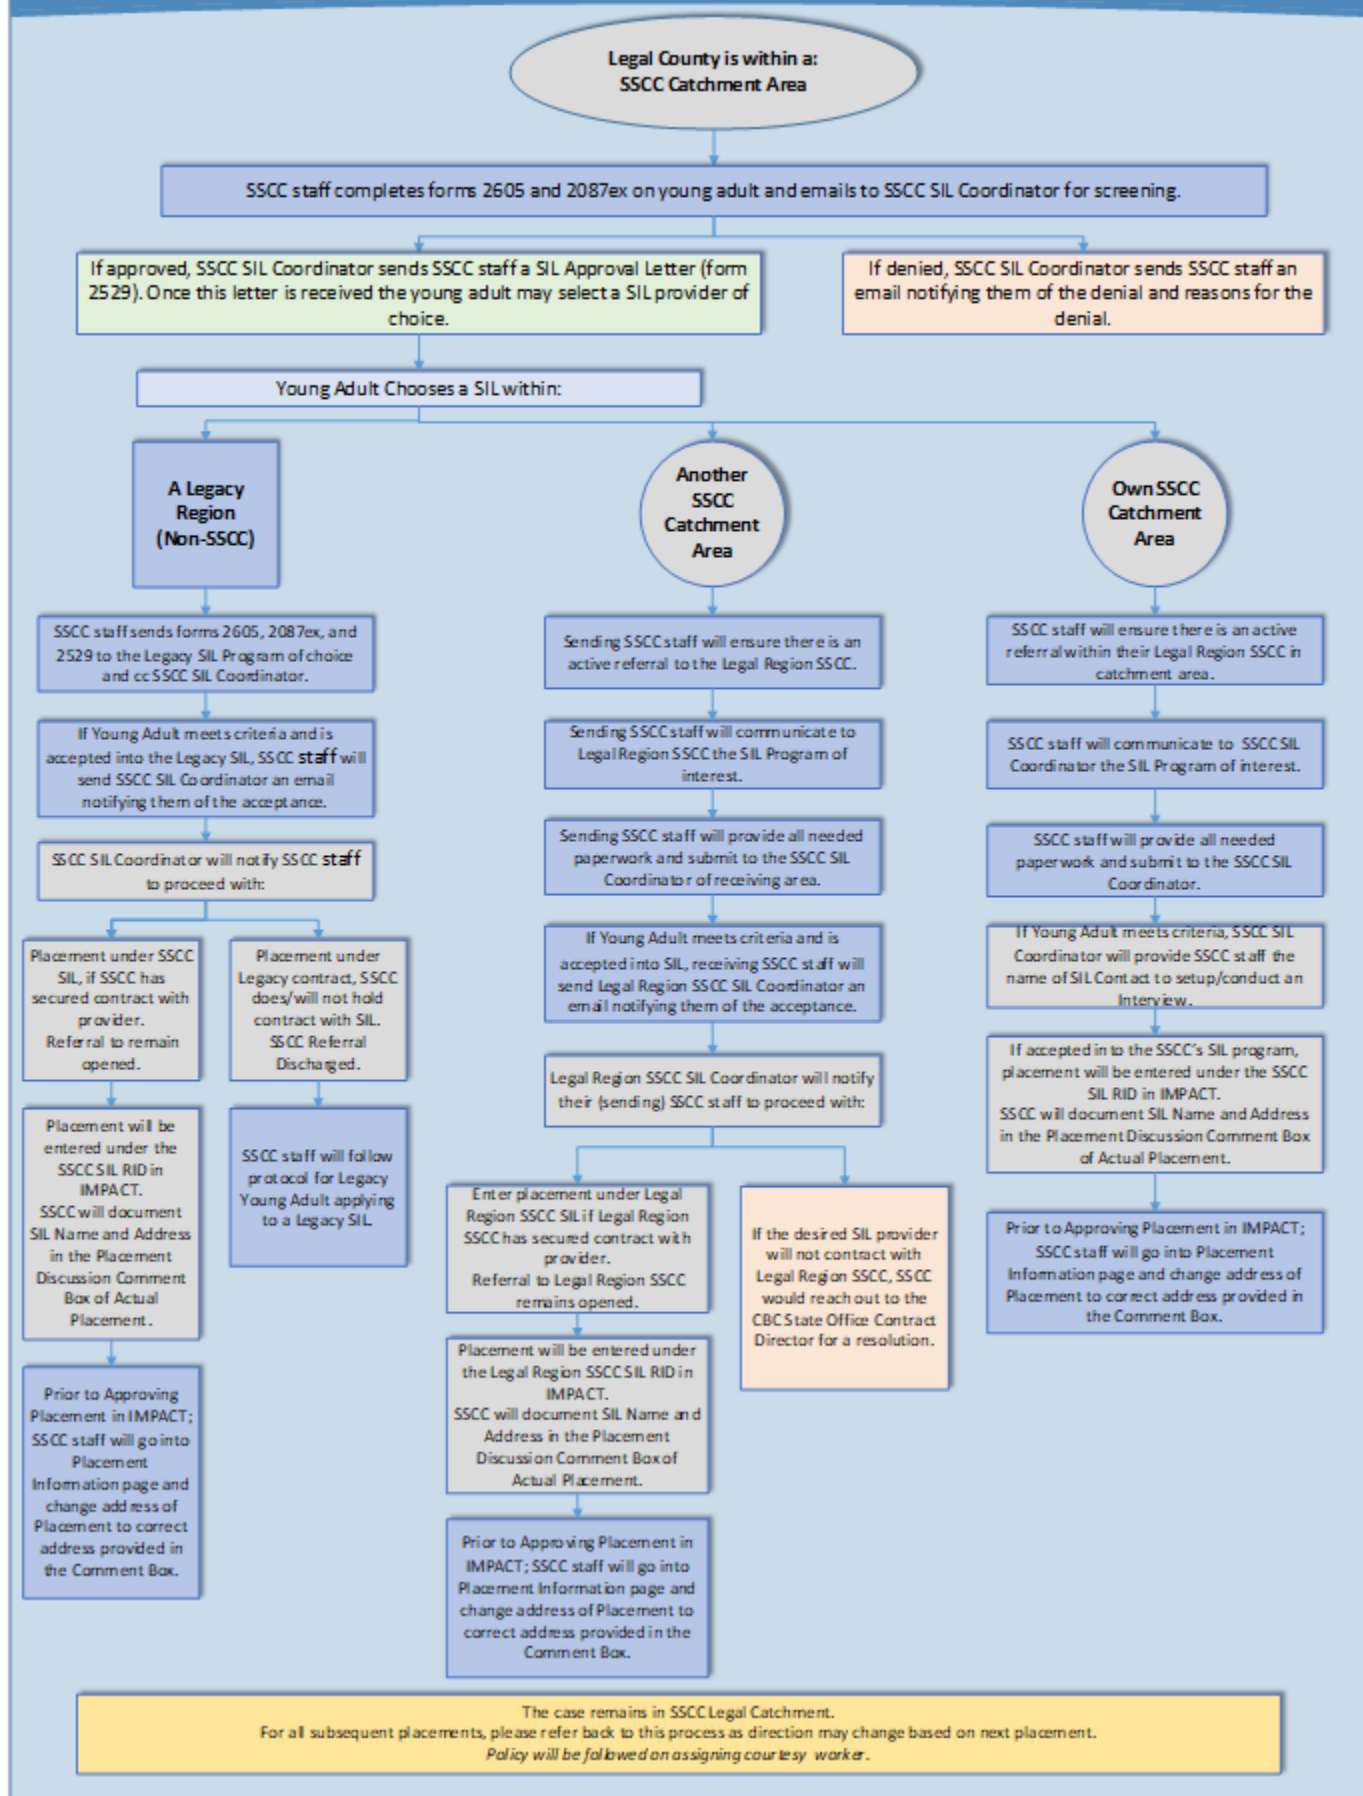 Legal County is within a:
SSCC Catchment Area
SSCC staff completes forms 2605 and 2087ex on young adult and emails to SSCC SIL Coordinator for screening.
If approved, SSCC SIL Coordinator sends SSCC staff a SIL Approval Letter (form
2529). Once this letter is received the young adult may select a SIL provider of
choice.
If denied, SSCC SIL Coordinator sends SSCC staff an
email notifying them of the denial and reasons for the
denial.
Young Adult Chooses a SIL within:
A Legacy
Region
(Non-SSCC)
SSCC staff sends forms 2605, 2087ex, and
2529 to the Legacy SIL Program of choice
and cc SSCC SIL Coordinator.
If Young Adult meets criteria and is
accepted into the Legacy SIL, SSCC staff will
send SSCC SIL Coordinator an email
notifying them of the acceptance.
SSCC SIL Coordinator will notify SSCC staff
to proceed with:
Placement under SSCC
SIL, if SSCC has
secured contract with
provider.
Referral to remain
opened.
Placement will be
entered under the
SSCC SIL RID in
IMPACT.
SSCC will document
SIL Name and Address
in the Placement
Discussion Comment
Box of Actual
Placement.
Prior to Approving
Placement in IMPACT;
SSCC staff will go into
Placement
Information page and
change address of
Placement to correct
address provided in
the Comment Box.
Placement under
Legacy contract, SSCC
does/will not hold
contract with SIL.
SSCC Referral
Discharged.
SSCC staff will follow
protocol for Legacy
Young Adult applying
to a Legacy SIL.
Another
SSCC
Catchment
Area
Sending SSCC staff will ensure there is an
active referral to the Legal Region SSCC.
Sending SSCC staff will communicate to
Legal Region SSCC the SIL Program of
interest.
Sending SSCC staff will provide all needed
paperwork and submit to the SSCC SIL
Coordinator of receiving area.
If Young Adult meets criteria and is
accepted into SIL, receiving SSCC staff will
send Legal Region SSCC SIL Coordinator an
email notifying them of the acceptance.
Legal Region SSCC SIL Coordinator will notify
their (sending) SSCC staff to proceed with:
Enter placement under Legal
Region SSCC SIL if Legal Region
SSCC has secured contract with
provider.
Referral to Legal Region SSCC
remains opened.
Placement will be entered under
the Legal Region SSCC SIL RID in
IMPACT.
SSCC will document SIL Name and
Address in the Placement
Discussion Comment Box of
Actual Placement.
Prior to Approving Placement in
IMPACT; SSCC staff will go into
Placement Information page and
change address of Placement to
correct address provided in the
Comment Box.
If the desired SIL provider
will not contract with
Legal Region SSCC, SSCC
would reach out to the
CBC State Office Contract
Director for a resolution.
Own SSCC
Catchment
Area
SSCC staff will ensure there is an active
referral within their Legal Region SSCC in
catchment area.
SSCC staff will communicate to SSCC SIL
Coordinator the SIL Program of interest.
SSCC staff will provide all needed
paperwork and submit to the SSCC SIL
Coordinator.
If Young Adult meets criteria, SSCC SIL
Coordinator will provide SSCC staff the
name of SIL Contact to setup/conduct an
Interview.
If accepted in to the SSCC's SIL program,
placement will be entered under the SSCC
SIL RID in IMPACT.
SSCC will document SIL Name and Address
in the Placement Discussion Comment Box
of Actual Placement.
Prior to Approving Placement in IMPACT;
SSCC staff will go into Placement
Information page and change address of
Placement to correct address provided in
the Comment Box.
The case remains in SSCC Legal Catchment.
For all subsequent placements, please refer back to this process as direction may change based on next placement.
Policy will be followed on assigning courtesy worker.